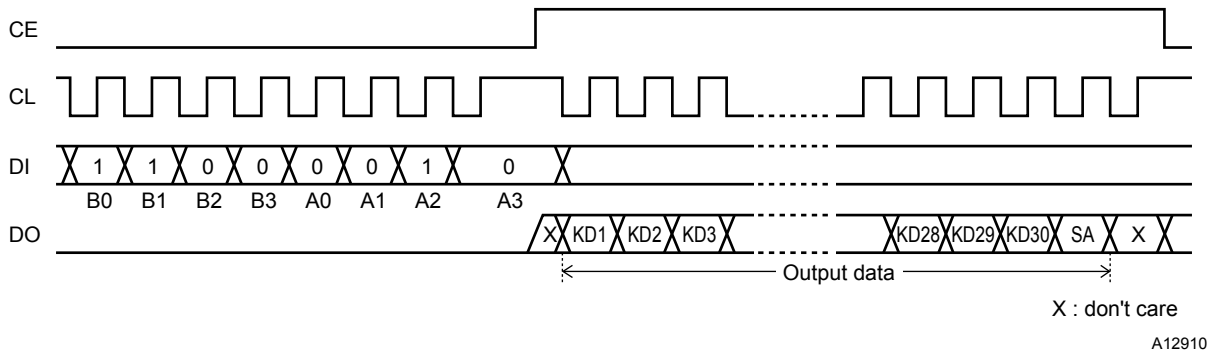 CE
CL
DI 1 1 0 0 0 0 1 0
B0 B1 B2 B3 A0 A1 A2 A3
DO X KD1 KD2 KD3 KD28 KD29 KD30 SA X
Output data
X : don't care
A12910